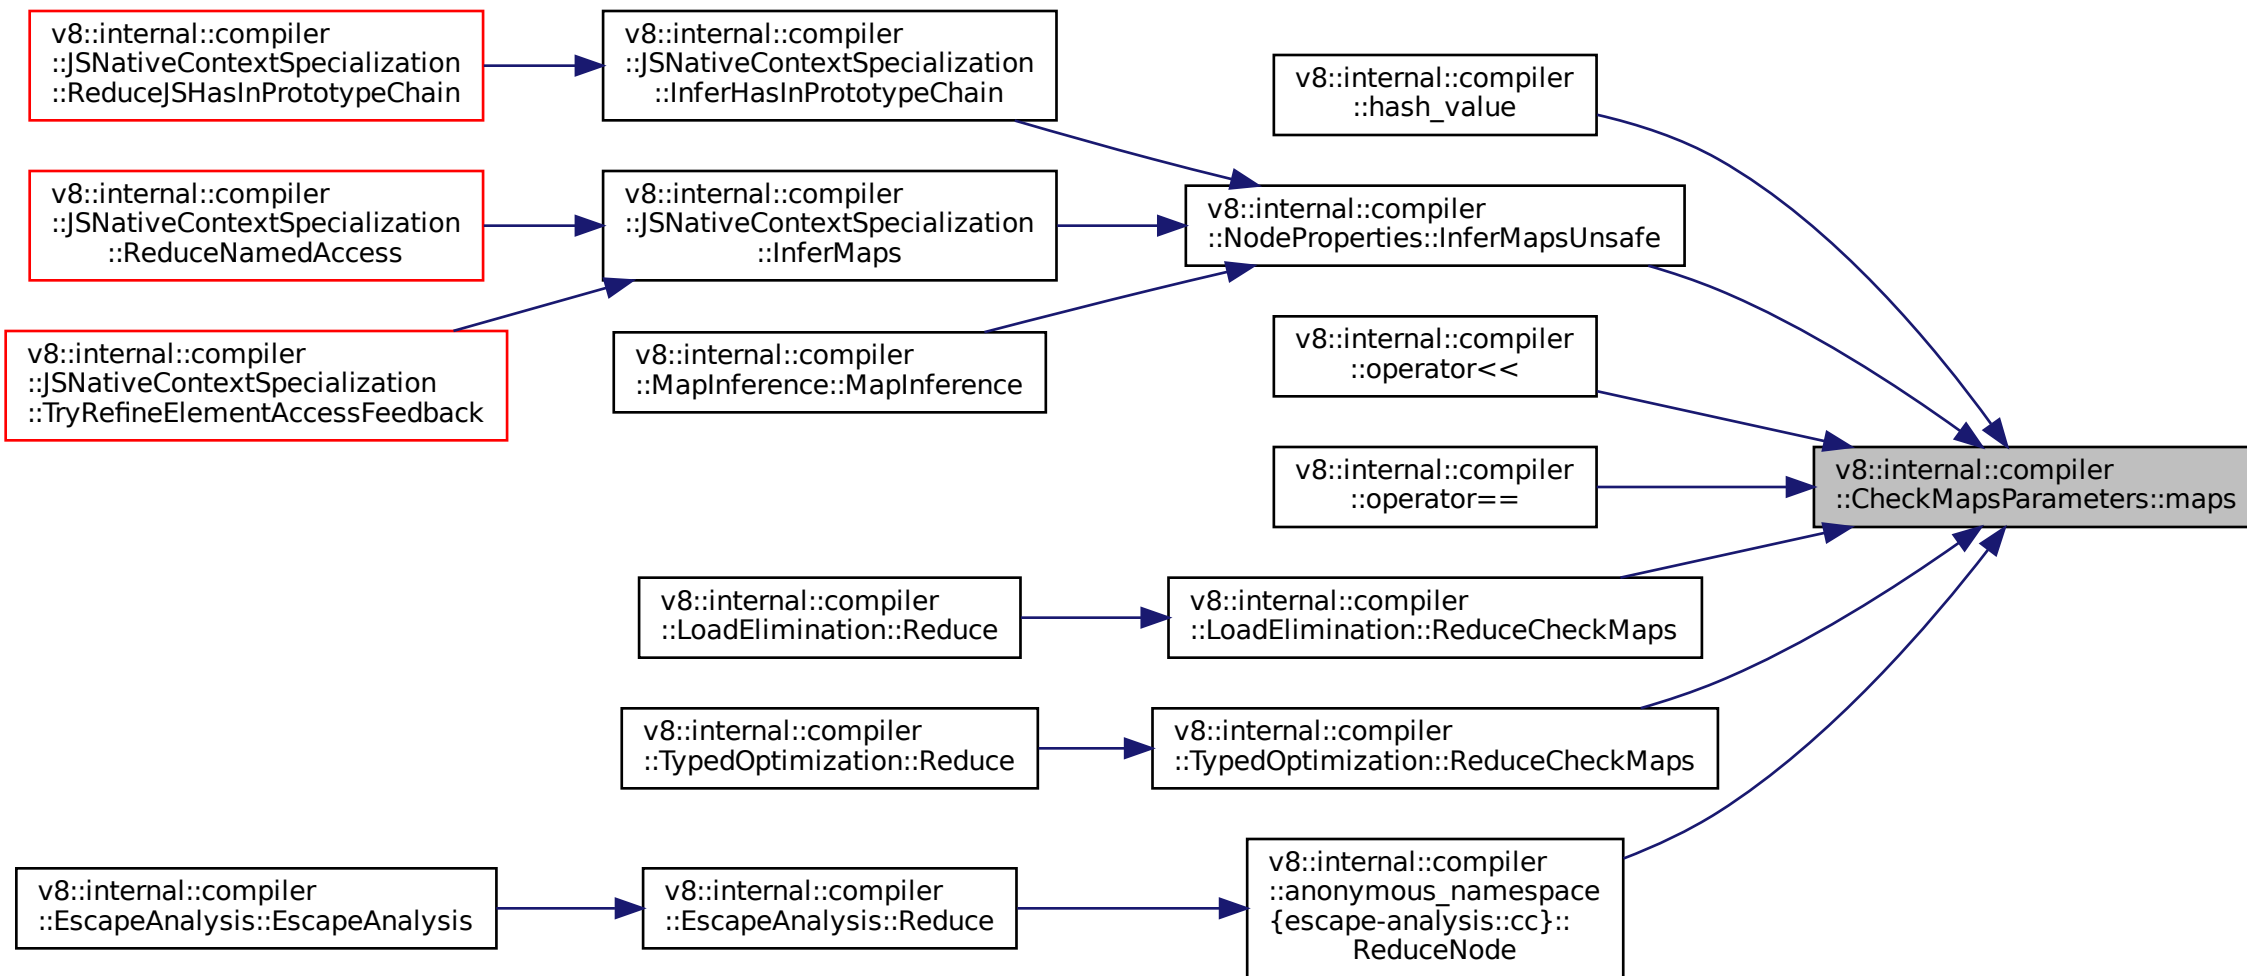 v8::internal::compiler
::JSNativeContextSpecialization
::ReduceJSHasInPrototypeChain
v8::internal::compiler
::JSNativeContextSpecialization
::InferHasInPrototypeChain
v8::internal::compiler
::hash_value
v8::internal::compiler
::JSNativeContextSpecialization
::ReduceNamedAccess
v8::internal::compiler
::JSNativeContextSpecialization
::InferMaps
v8::internal::compiler
::NodeProperties::InferMapsUnsafe
v8::internal::compiler
::JSNativeContextSpecialization
::TryRefineElementAccessFeedback
v8::internal::compiler
::MapInference::MapInference
v8::internal::compiler
::operator<<
v8::internal::compiler
::operator==
v8::internal::compiler
::CheckMapsParameters::maps
v8::internal::compiler
::LoadElimination::Reduce
v8::internal::compiler
::LoadElimination::ReduceCheckMaps
v8::internal::compiler
::TypedOptimization::Reduce
v8::internal::compiler
::TypedOptimization::ReduceCheckMaps
v8::internal::compiler
::EscapeAnalysis::EscapeAnalysis
v8::internal::compiler
::EscapeAnalysis::Reduce
v8::internal::compiler
::anonymous_namespace
{escape-analysis::cc}::
ReduceNode